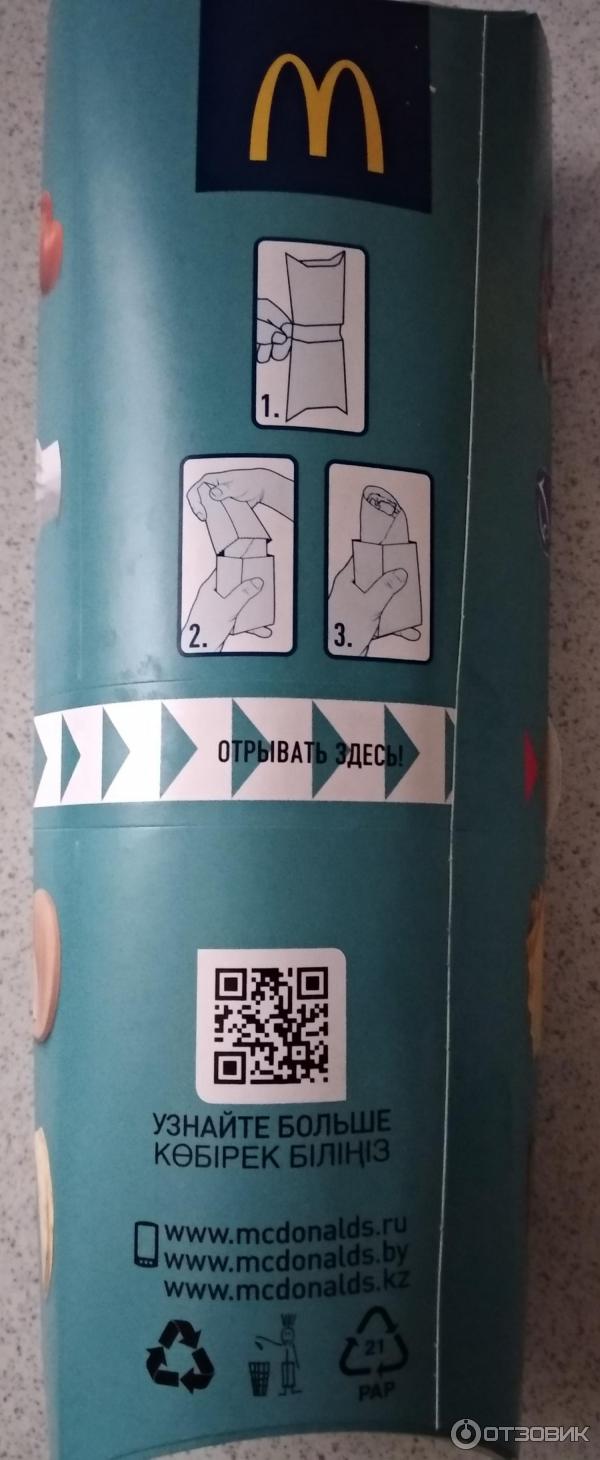 1.
2.
3.
ОТРЫВАТЬ ЗДЕСЬ!
УЗНАЙТЕ БОЛЬШЕ
КӨБІРЕК БІЛІҢІЗ
www.mcdonalds.ru
www.mcdonalds.by
www.mcdonalds.kz
21
PAP
ОТЗОВИК